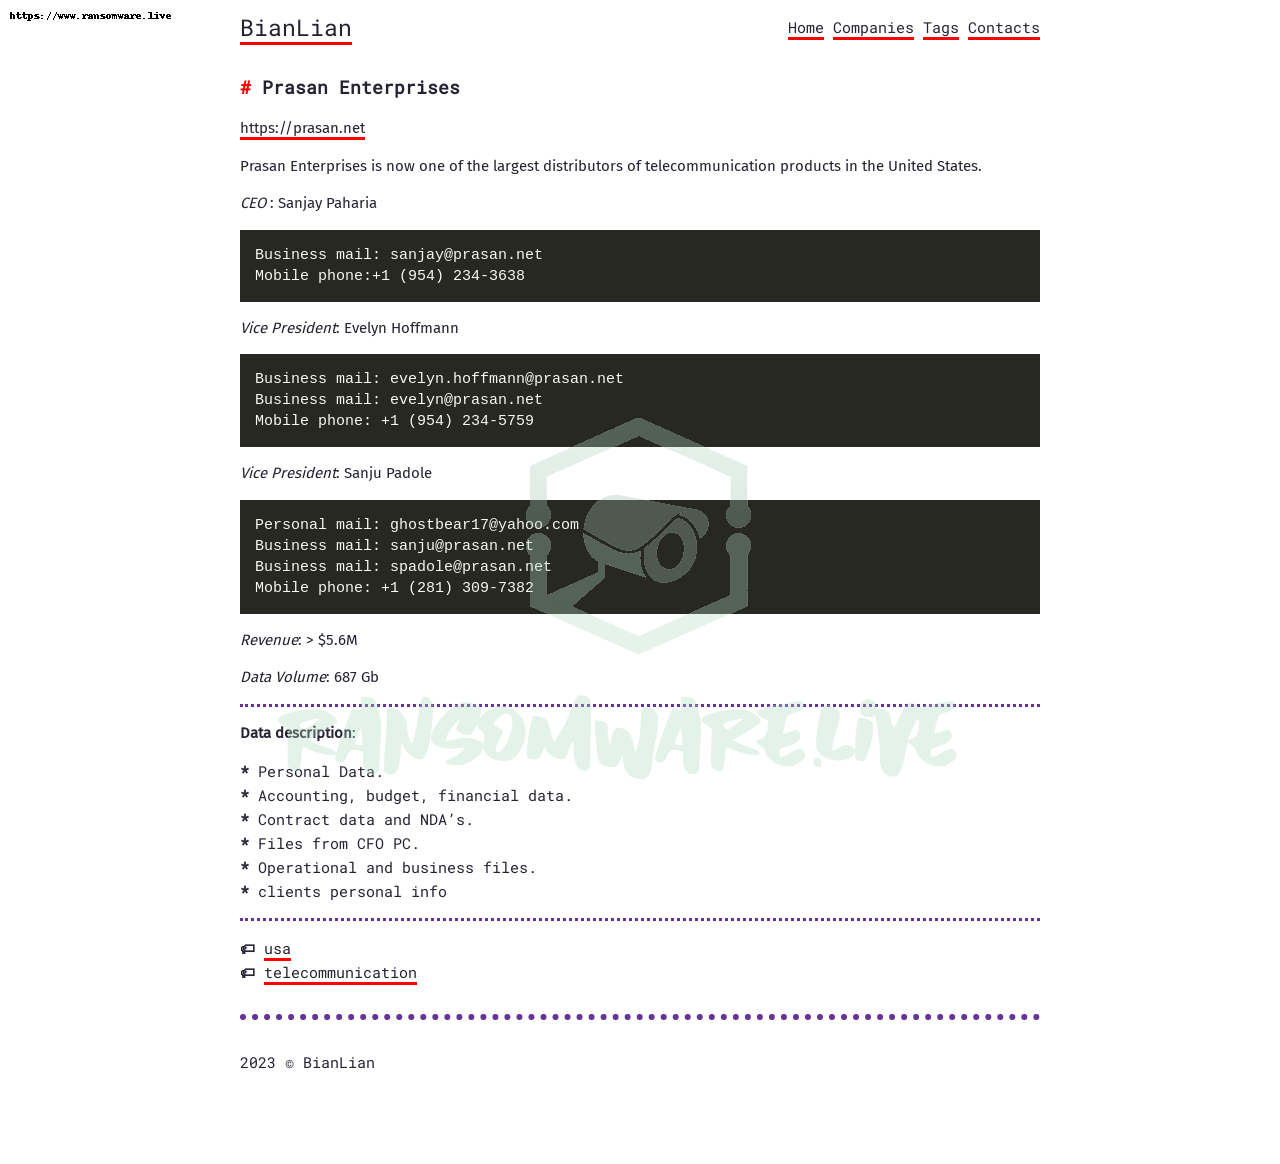 https://www.ransomware.live
BianLian
Home Companies Tags Contacts
# Prasan Enterprises
https://prasan.net
Prasan Enterprises is now one of the largest distributors of telecommunication products in the United States.
CEO : Sanjay Paharia
Business mail: sanjay@prasan.net
Mobile phone:+1 (954) 234-3638
Vice President: Evelyn Hoffmann
Business mail: evelyn.hoffmann@prasan.net
Business mail: evelyn@prasan.net
Mobile phone: +1 (954) 234-5759
Vice President: Sanju Padole
Personal mail: ghostbear17@yahoo.com
Business mail: sanju@prasan.net
Business mail: spadole@prasan.net
Mobile phone: +1 (281) 309-7382
Revenue: > $5.6M
Data Volume: 687 Gb
RANSOMWARE.LIVE
Data description:
* Personal Data.
* Accounting, budget, financial data.
* Contract data and NDA’s.
* Files from CFO PC.
* Operational and business files.
* clients personal info
usa
telecommunication
2023 © BianLian